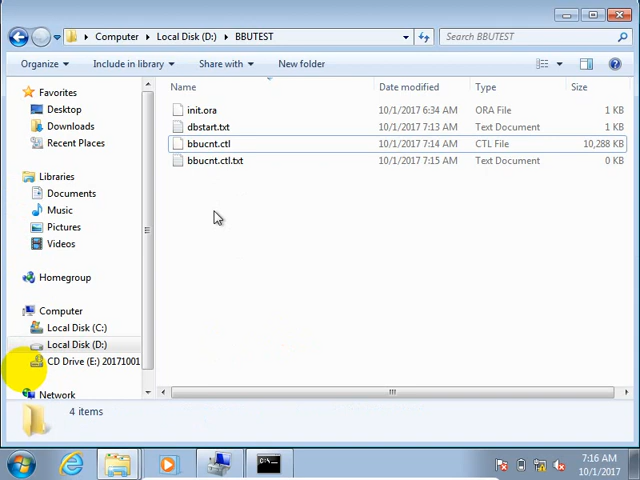 Computer ▸ Local Disk (D:) ▸ BBUTEST
Search BBUTEST
Organize ▾ Include in library ▾ Share with ▾ New folder
Name Date modified Type Size
Favorites
Desktop
Downloads
Recent Places
Libraries
Documents
Music
Pictures
Videos
Homegroup
Computer
Local Disk (C:)
Local Disk (D:)
CD Drive (E:) 20171001
Network
init.ora 10/1/2017 6:34 AM ORA File 1 KB
dbstart.txt 10/1/2017 7:13 AM Text Document 1 KB
bbucnt.ctl 10/1/2017 7:14 AM CTL File 10,288 KB
bbucnt.ctl.txt 10/1/2017 7:15 AM Text Document 0 KB
4 items
7:16 AM
10/1/2017